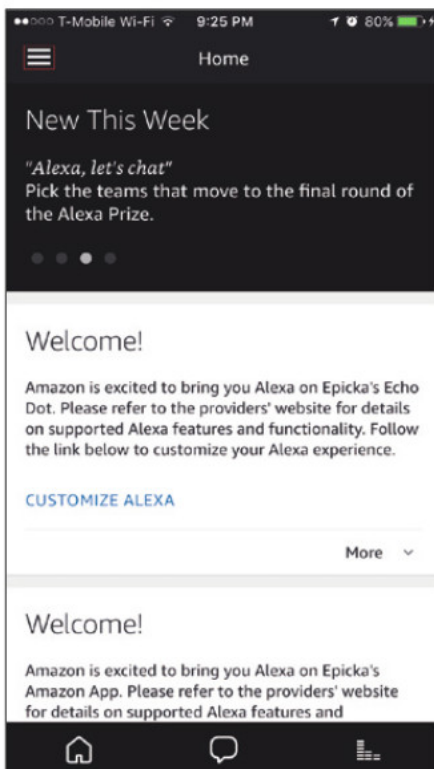 T-Mobile Wi-Fi 9:25 PM 80%
Home
New This Week
"Alexa, let's chat"
Pick the teams that move to the final round of
the Alexa Prize.
Welcome!
Amazon is excited to bring you Alexa on Epicka's Echo
Dot. Please refer to the providers' website for details
on supported Alexa features and functionality. Follow
the link below to customize your Alexa experience.
CUSTOMIZE ALEXA
More
Welcome!
Amazon is excited to bring you Alexa on Epicka's
Amazon App. Please refer to the providers' website
for details on supported Alexa features and